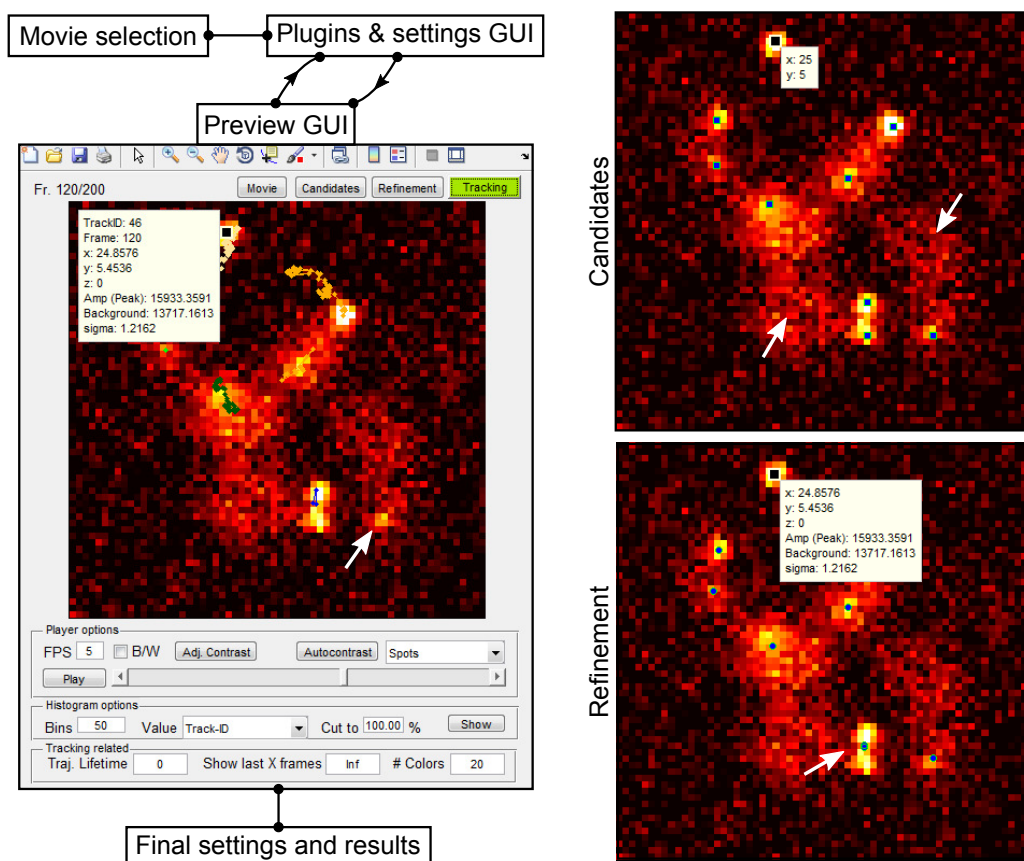 Movie selection
Plugins & settings GUI
Preview GUI
Fr. 120/200
Movie
Candidates
Refinement
Tracking
TrackID: 46
Frame: 120
x: 24.8576
y: 5.4536
z: 0
Amp (Peak): 15933.3591
Background: 13717.1613
sigma: 1.2162
Player options
FPS 5 B/W Adj. Contrast Autocontrast Spots
Play
Histogram options
Bins 50 Value Track-ID Cut to 100.00 % Show
Tracking related
Traj. Lifetime 0 Show last X frames Inf # Colors 20
Final settings and results
Candidates
x: 25
y: 5
Refinement
x: 24.8576
y: 5.4536
z: 0
Amp (Peak): 15933.3591
Background: 13717.1613
sigma: 1.2162